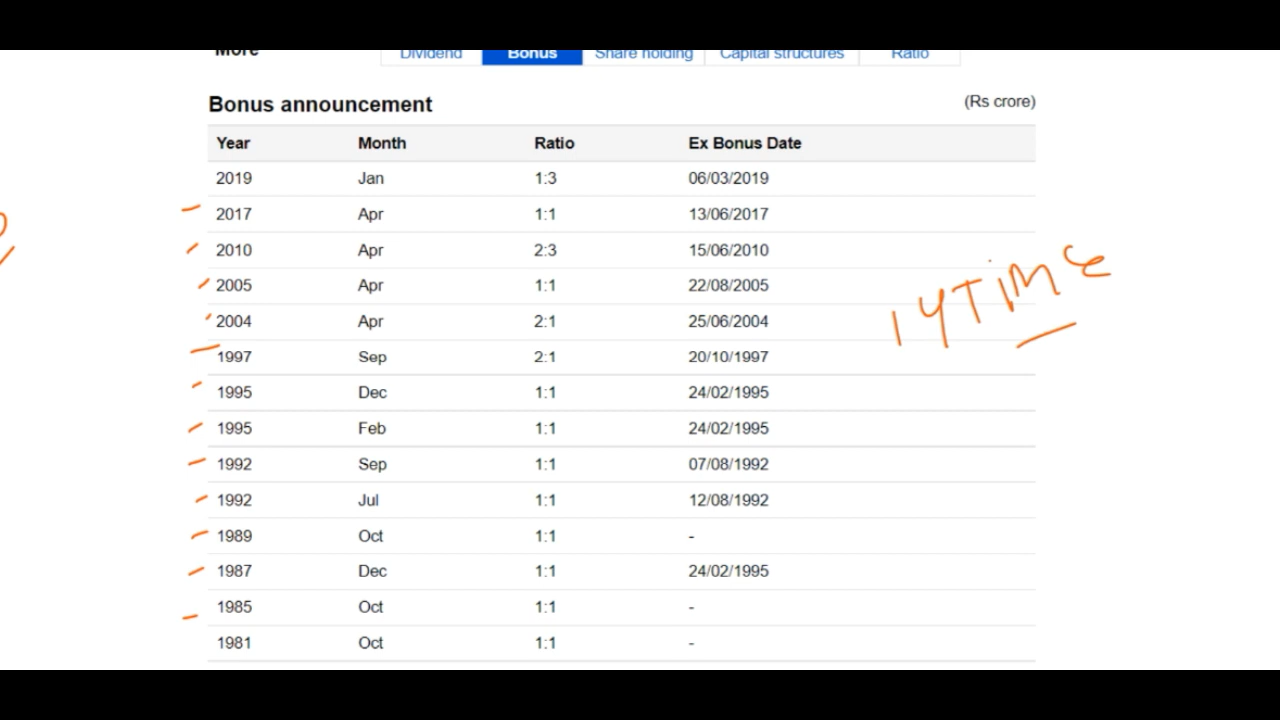 More Dividend Bonus Share holding Capital structures Ratio
Bonus announcement (Rs crore)
Year Month Ratio Ex Bonus Date
2019 Jan 1:3 06/03/2019
2017 Apr 1:1 13/06/2017
2010 Apr 2:3 15/06/2010
2005 Apr 1:1 22/08/2005
2004 Apr 2:1 25/06/2004
1997 Sep 2:1 20/10/1997
1995 Dec 1:1 24/02/1995
1995 Feb 1:1 24/02/1995
1992 Sep 1:1 07/08/1992
1992 Jul 1:1 12/08/1992
1989 Oct 1:1 -
1987 Dec 1:1 24/02/1995
1985 Oct 1:1 -
1981 Oct 1:1 -
14 Time